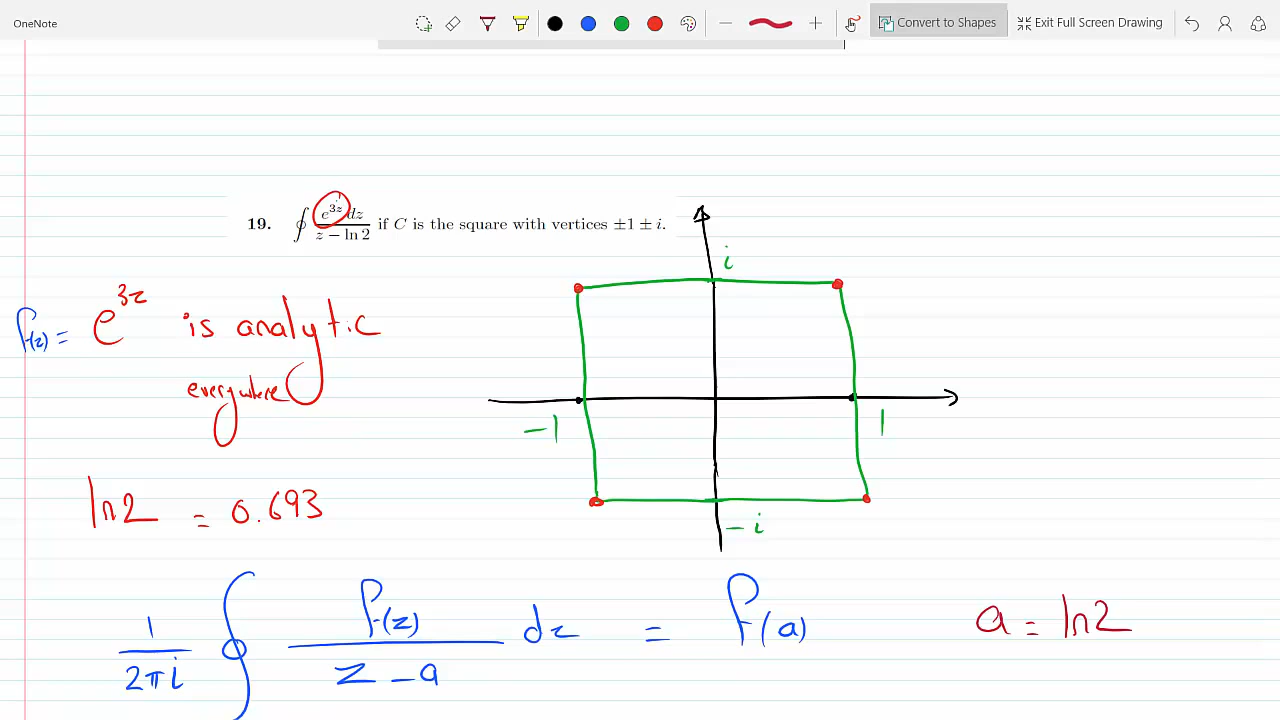 OneNote
Convert to Shapes
Exit Full Screen Drawing
19. ∮ e^{3z} dz / (z − ln 2) if C is the square with vertices ±1 ± i.
i
f(z) = e^{3z} is analytic
everywhere
−1
1
ln2 = 0.693
−i
1/(2πi) ∮ f(z)/(z − a) dz = f(a)
a = ln2